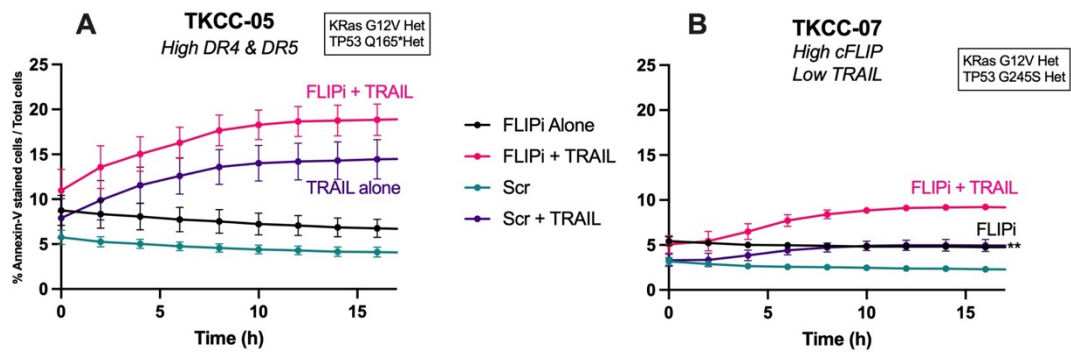 A
TKCC-05
High DR4 & DR5
KRas G12V Het
TP53 Q165*Het
% Annexin-V stained cells / Total cells
25
20
15
10
5
0
FLIPi + TRAIL
TRAIL alone
0
5
10
15
Time (h)
FLIPi Alone
FLIPi + TRAIL
Scr
Scr + TRAIL
B
TKCC-07
High cFLIP
Low TRAIL
KRas G12V Het
TP53 G245S Het
25
20
15
10
5
0
FLIPi + TRAIL
FLIPi
**
0
5
10
15
Time (h)